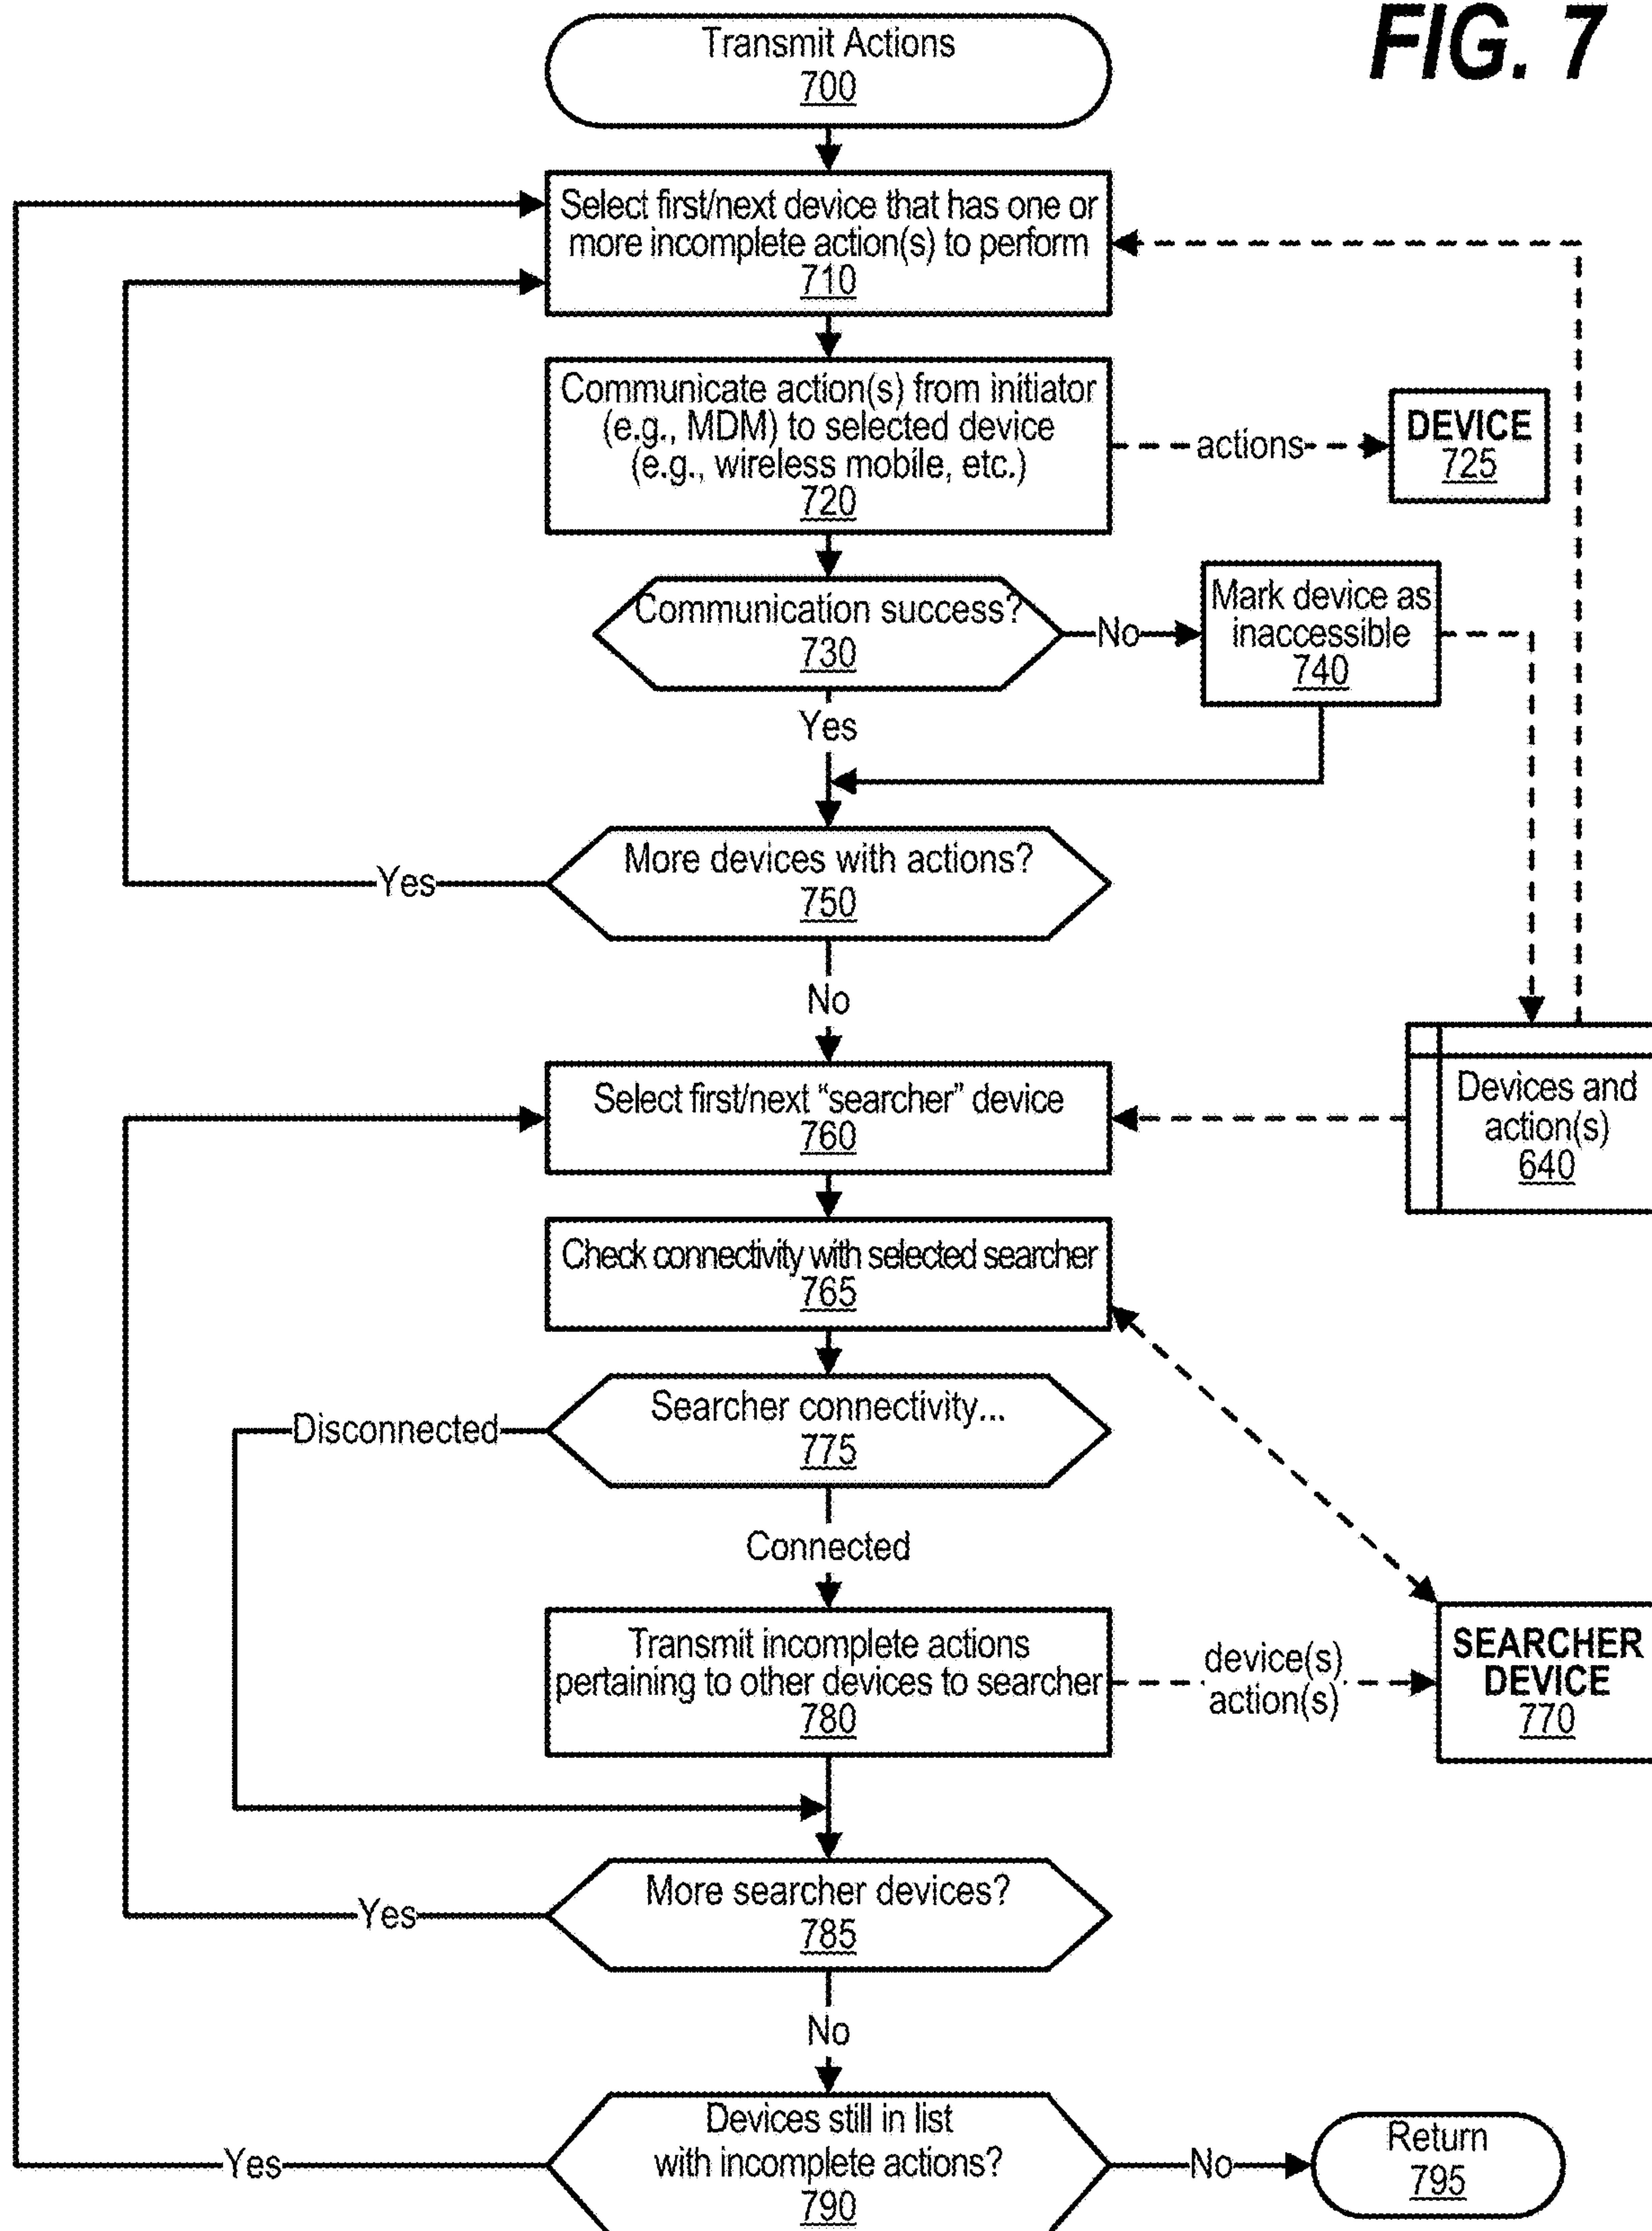 FIG. 7
Transmit Actions
700
Select first/next device that has one or
more incomplete action(s) to perform
710
Communicate action(s) from initiator
(e.g., MDM) to selected device
(e.g., wireless mobile, etc.)
720
actions
DEVICE
725
Communication success?
730
No
Mark device as
inaccessible
740
Yes
More devices with actions?
750
Yes
No
Select first/next “searcher” device
760
Devices and
action(s)
640
Check connectivity with selected searcher
765
Searcher connectivity...
775
Disconnected
Connected
Transmit incomplete actions
pertaining to other devices to searcher
780
device(s)
action(s)
SEARCHER
DEVICE
770
More searcher devices?
785
Yes
No
Devices still in list
with incomplete actions?
790
Yes
No
Return
795